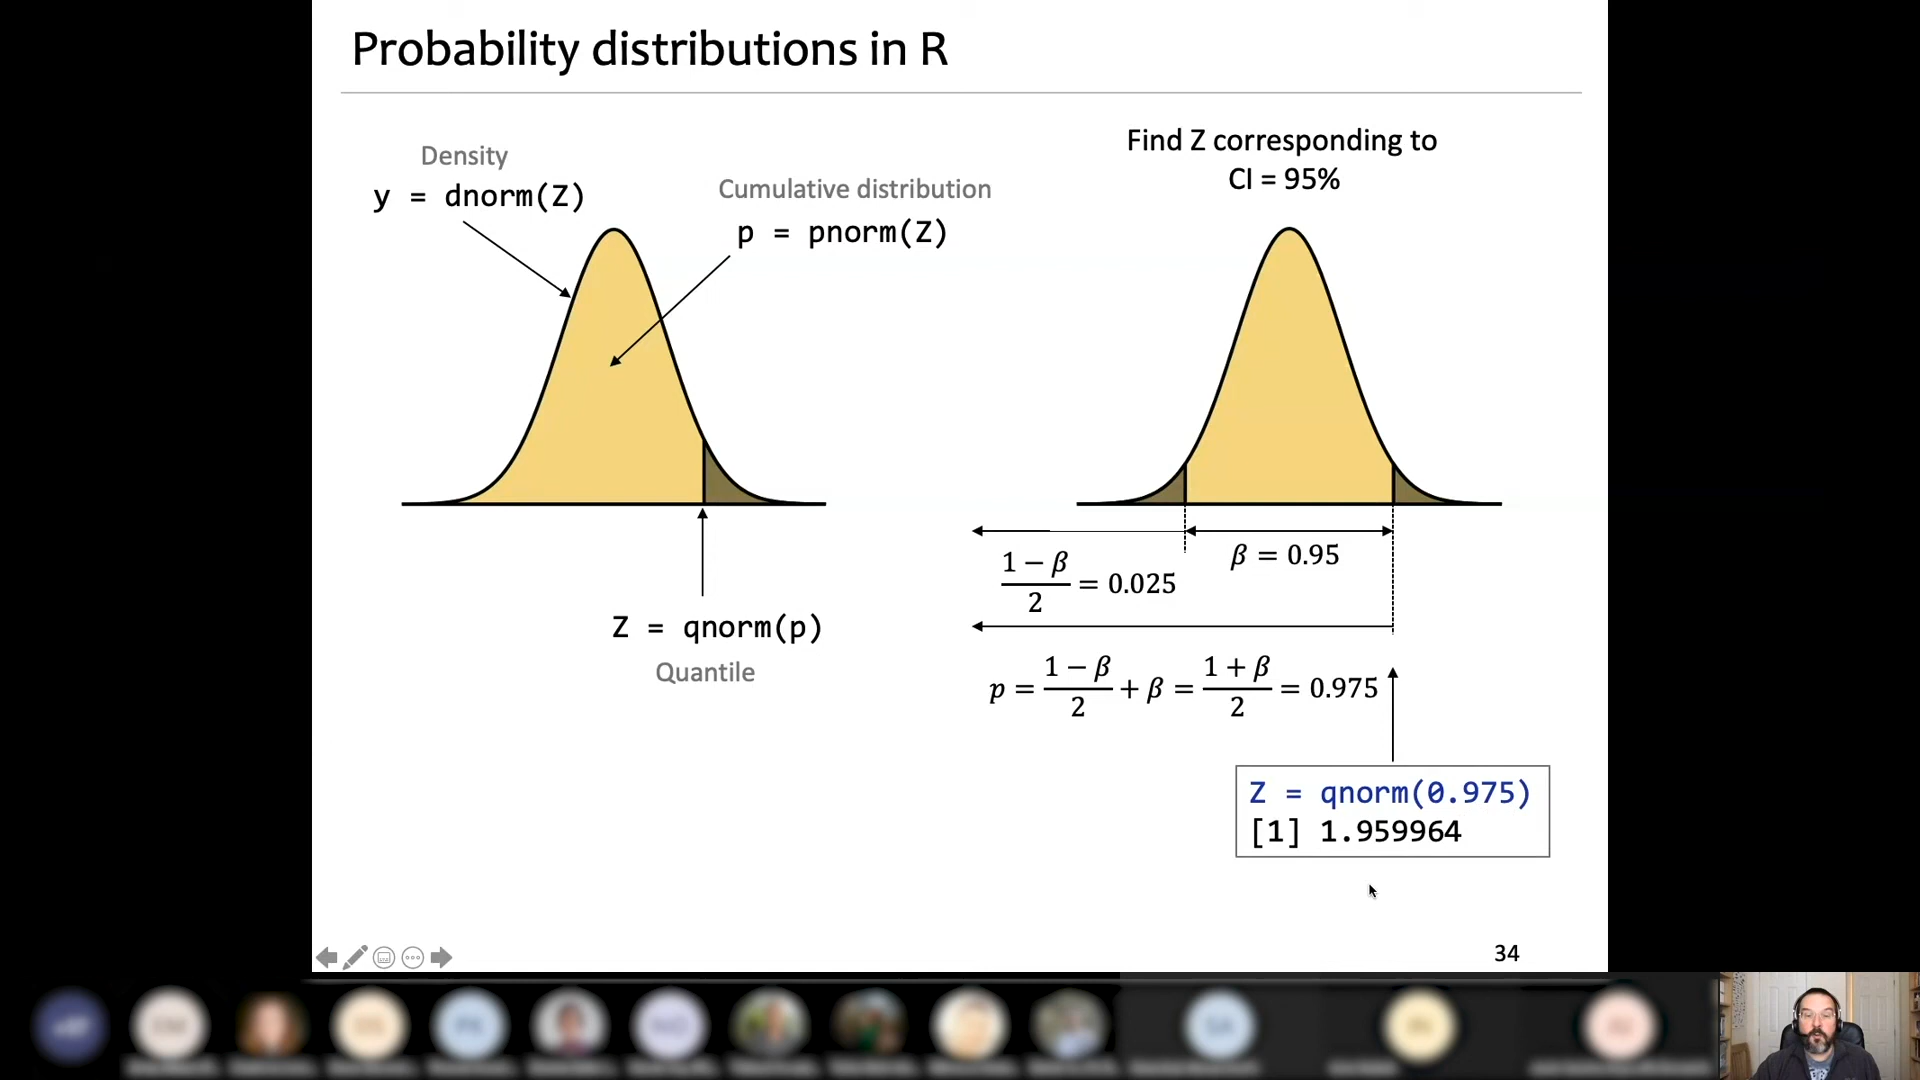 Probability distributions in R
Density
y = dnorm(Z)
Cumulative distribution
p = pnorm(Z)
Z = qnorm(p)
Quantile
Find Z corresponding to
CI = 95%
β = 0.95
(1 − β)/2 = 0.025
p = (1 − β)/2 + β = (1 + β)/2 = 0.975
Z = qnorm(0.975)
[1] 1.959964
34